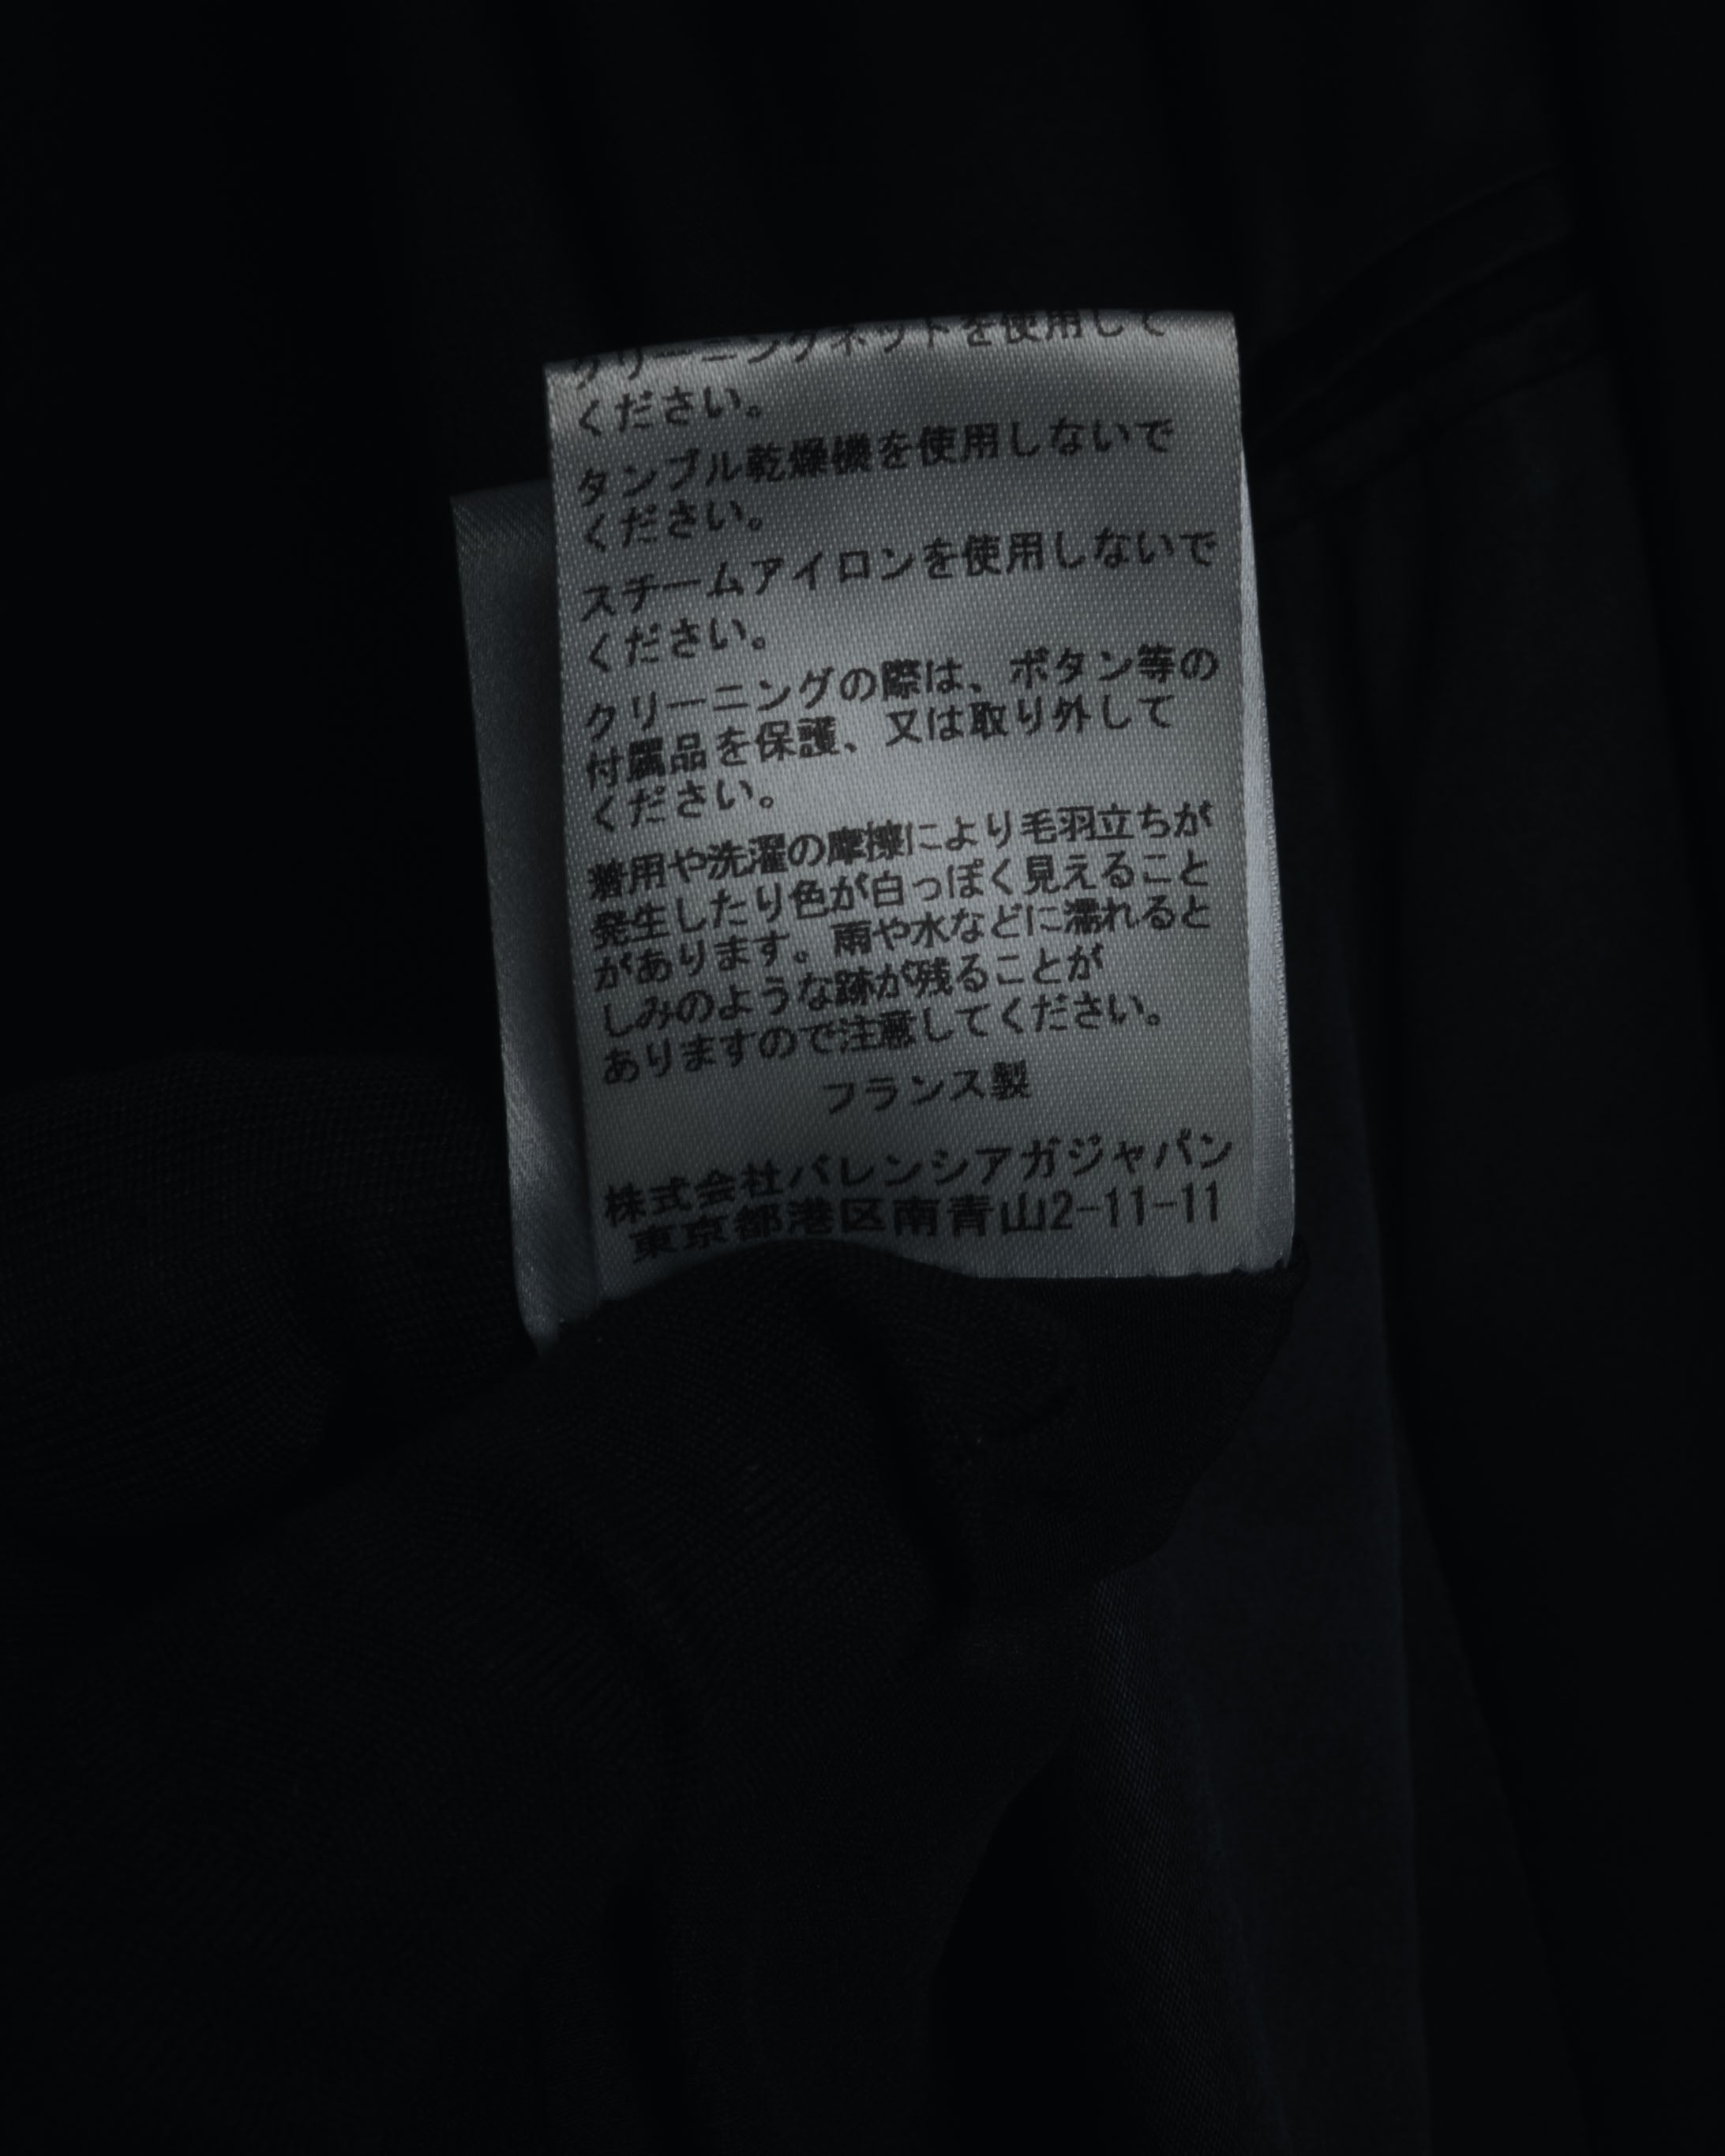 クリーニングネットを使用して
ください。
タンブル乾燥機を使用しないで
ください。
スチームアイロンを使用しないで
ください。
クリーニングの際は、ボタン等の
付属品を保護、又は取り外して
ください。
着用や洗濯の摩擦により毛羽立ちが
発生したり色が白っぽく見えること
があります。雨や水などに濡れると
しみのような跡が残ることが
ありますので注意してください。
フランス製
株式会社バレンシアガジャパン
東京都港区南青山2-11-11